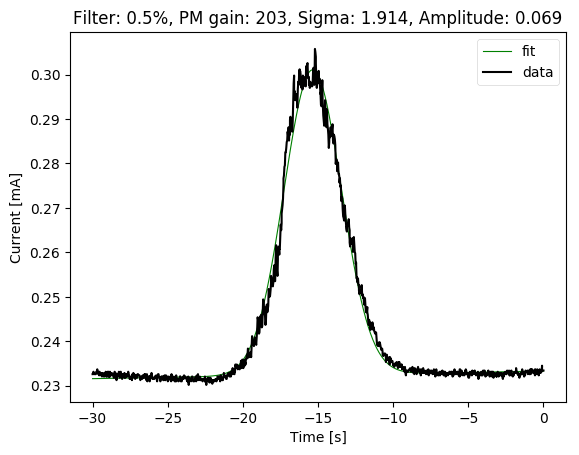 Filter: 0.5%, PM gain: 203, Sigma: 1.914, Amplitude: 0.069
fit
data
0.30
0.29
0.28
0.27
0.26
0.25
0.24
0.23
Current [mA]
−30 −25 −20 −15 −10 −5 0
Time [s]